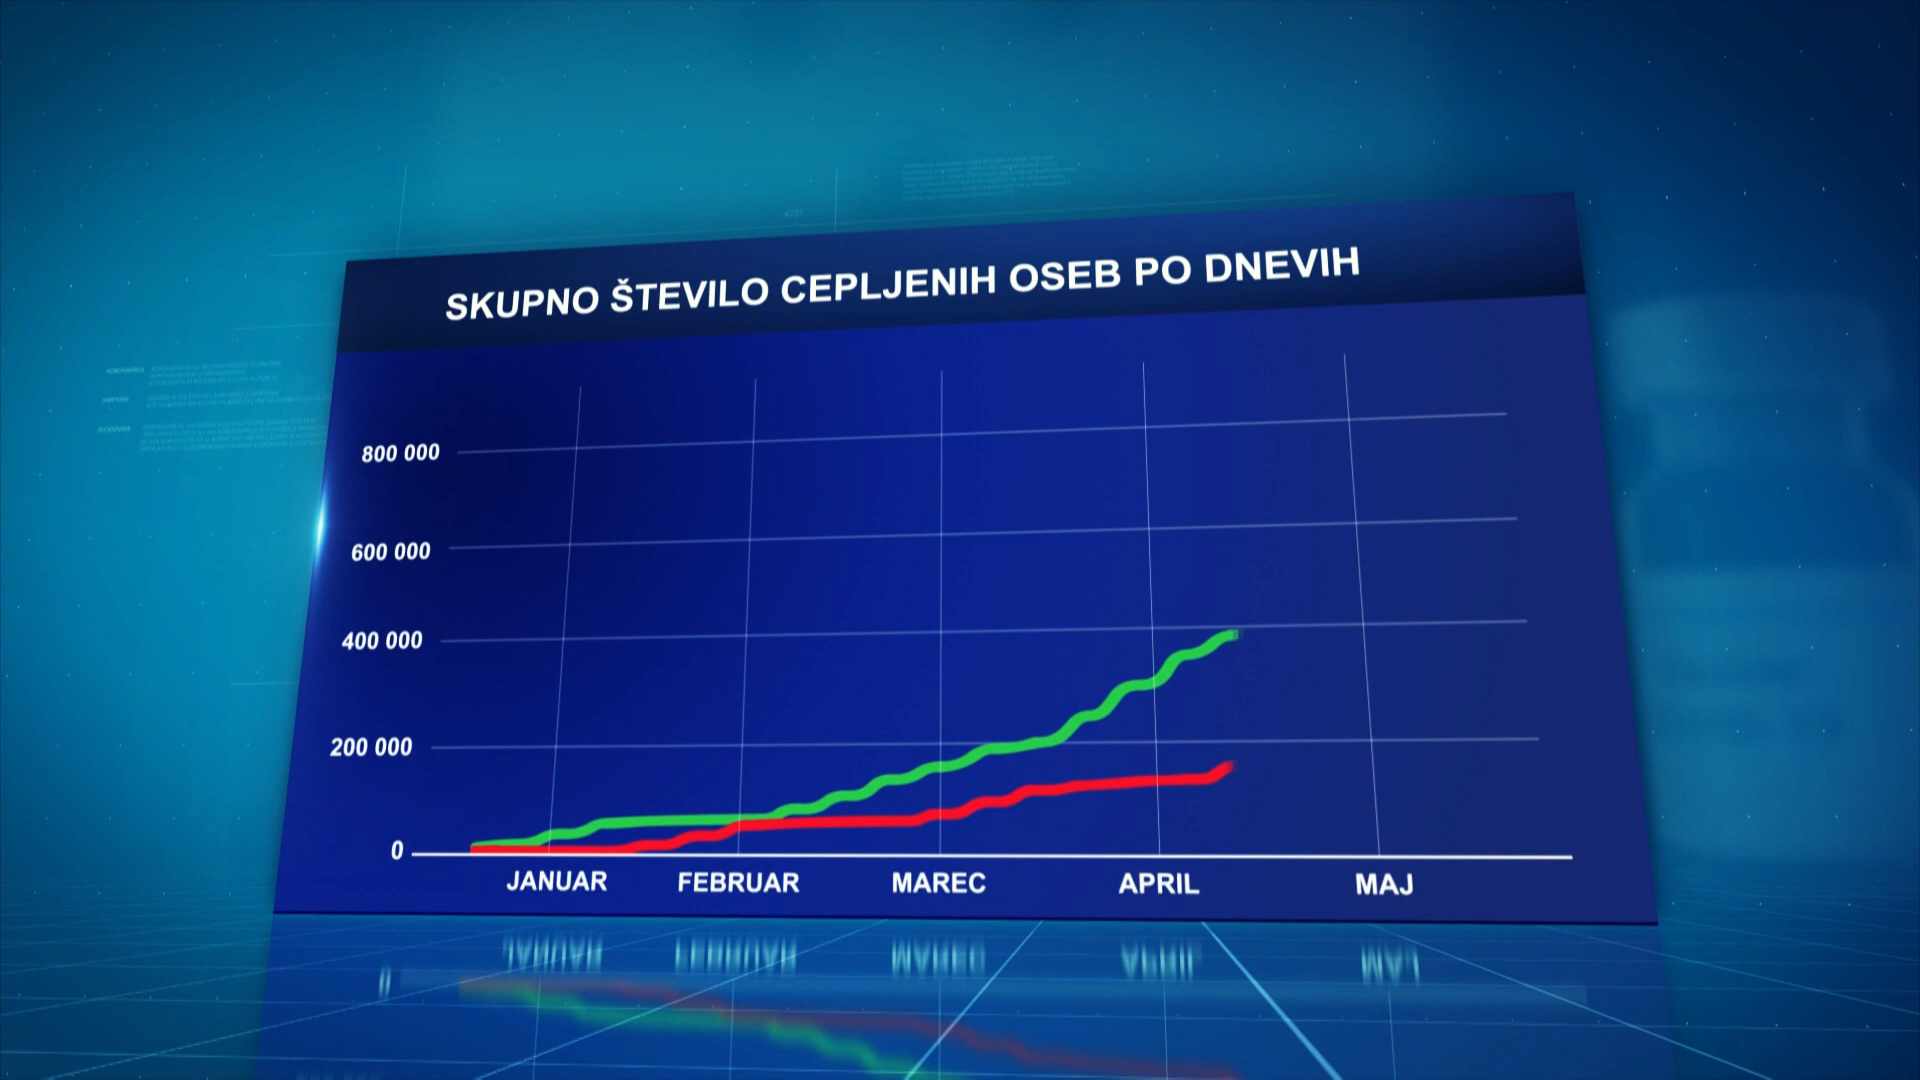 4237
SKUPNO ŠTEVILO CEPLJENIH OSEB PO DNEVIH
800 000
600 000
400 000
200 000
0
JANUAR
FEBRUAR
MAREC
APRIL
MAJ